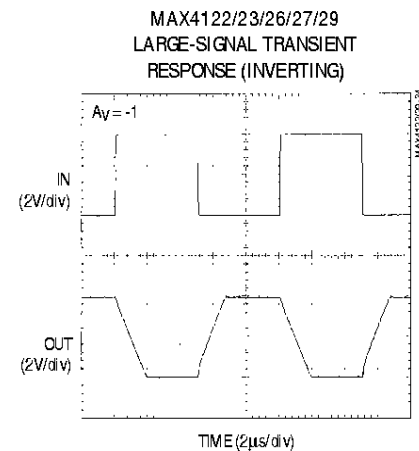 MAX4122/23/26/27/29
LARGE-SIGNAL TRANSIENT
RESPONSE (INVERTING)
AV = -1
IN
(2V/div)
OUT
(2V/div)
TIME (2µs/div)